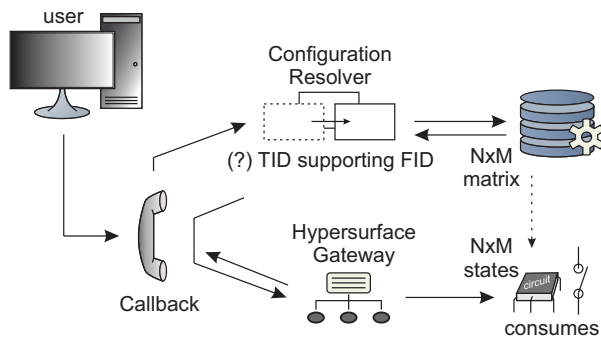 user
Configuration
Resolver
(?) TID supporting FID
NxM
matrix
Callback
Hypersurface
Gateway
NxM
states
circuit
consumes